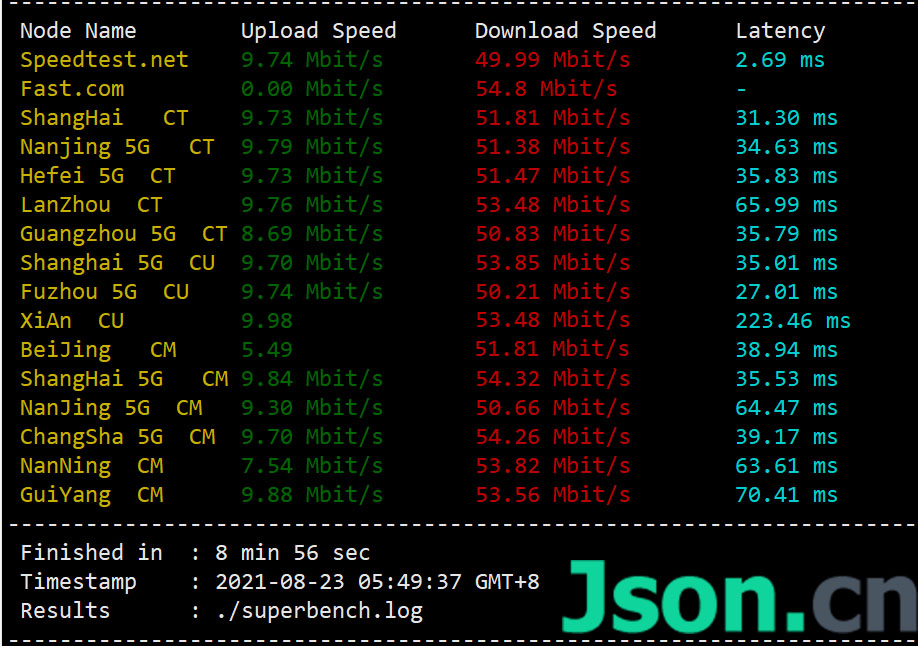 Node Name Upload Speed Download Speed Latency
Speedtest.net 9.74 Mbit/s 49.99 Mbit/s 2.69 ms
Fast.com 0.00 Mbit/s 54.8 Mbit/s -
ShangHai CT 9.73 Mbit/s 51.81 Mbit/s 31.30 ms
Nanjing 5G CT 9.79 Mbit/s 51.38 Mbit/s 34.63 ms
Hefei 5G CT 9.73 Mbit/s 51.47 Mbit/s 35.83 ms
LanZhou CT 9.76 Mbit/s 53.48 Mbit/s 65.99 ms
Guangzhou 5G CT 8.69 Mbit/s 50.83 Mbit/s 35.79 ms
Shanghai 5G CU 9.70 Mbit/s 53.85 Mbit/s 35.01 ms
Fuzhou 5G CU 9.74 Mbit/s 50.21 Mbit/s 27.01 ms
XiAn CU 9.98 53.48 Mbit/s 223.46 ms
BeiJing CM 5.49 51.81 Mbit/s 38.94 ms
ShangHai 5G CM 9.84 Mbit/s 54.32 Mbit/s 35.53 ms
NanJing 5G CM 9.30 Mbit/s 50.66 Mbit/s 64.47 ms
ChangSha 5G CM 9.70 Mbit/s 54.26 Mbit/s 39.17 ms
NanNing CM 7.54 Mbit/s 53.82 Mbit/s 63.61 ms
GuiYang CM 9.88 Mbit/s 53.56 Mbit/s 70.41 ms
Finished in : 8 min 56 sec
Timestamp : 2021-08-23 05:49:37 GMT+8
Results : ./superbench.log
Json.cn